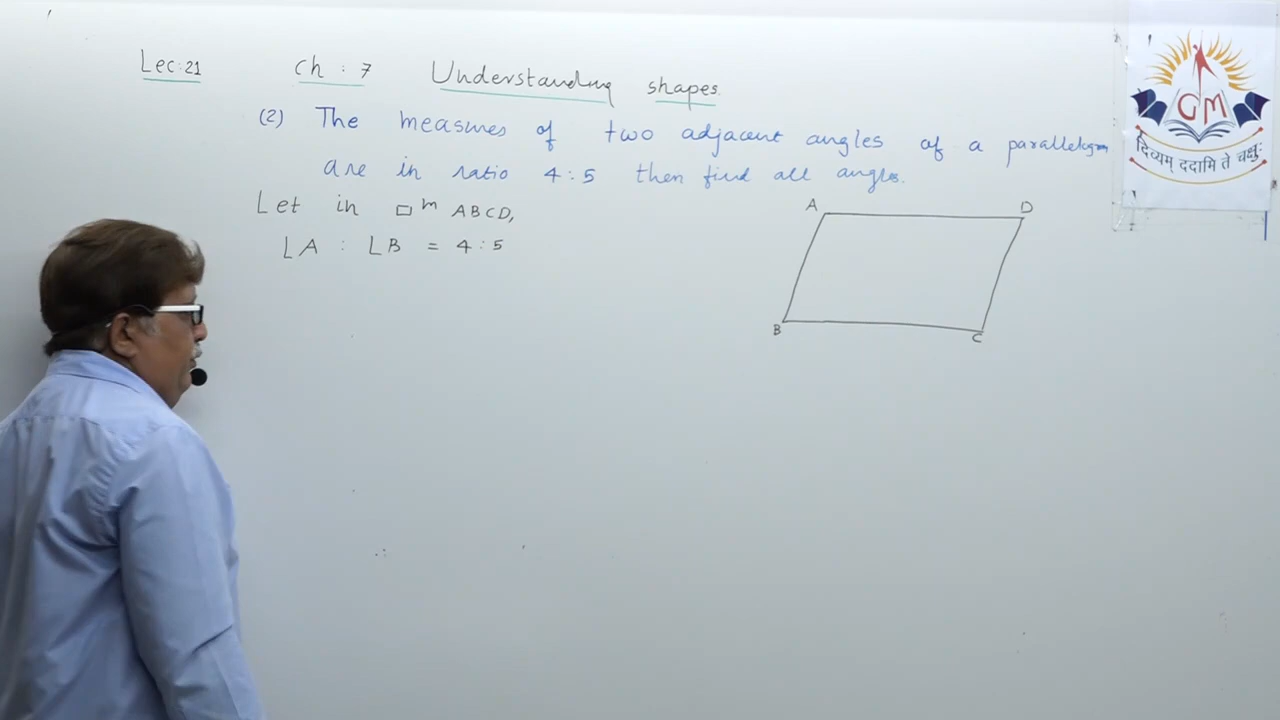 Lec:21 ch : 7 Understanding shapes
(2) The measures of two adjacent angles of a parallelogram
are in ratio 4:5 then find all angles.
Let in □m ABCD,
∠A : ∠B = 4:5
A D
B C
GM
दिव्यम् ददामि ते चक्षुः